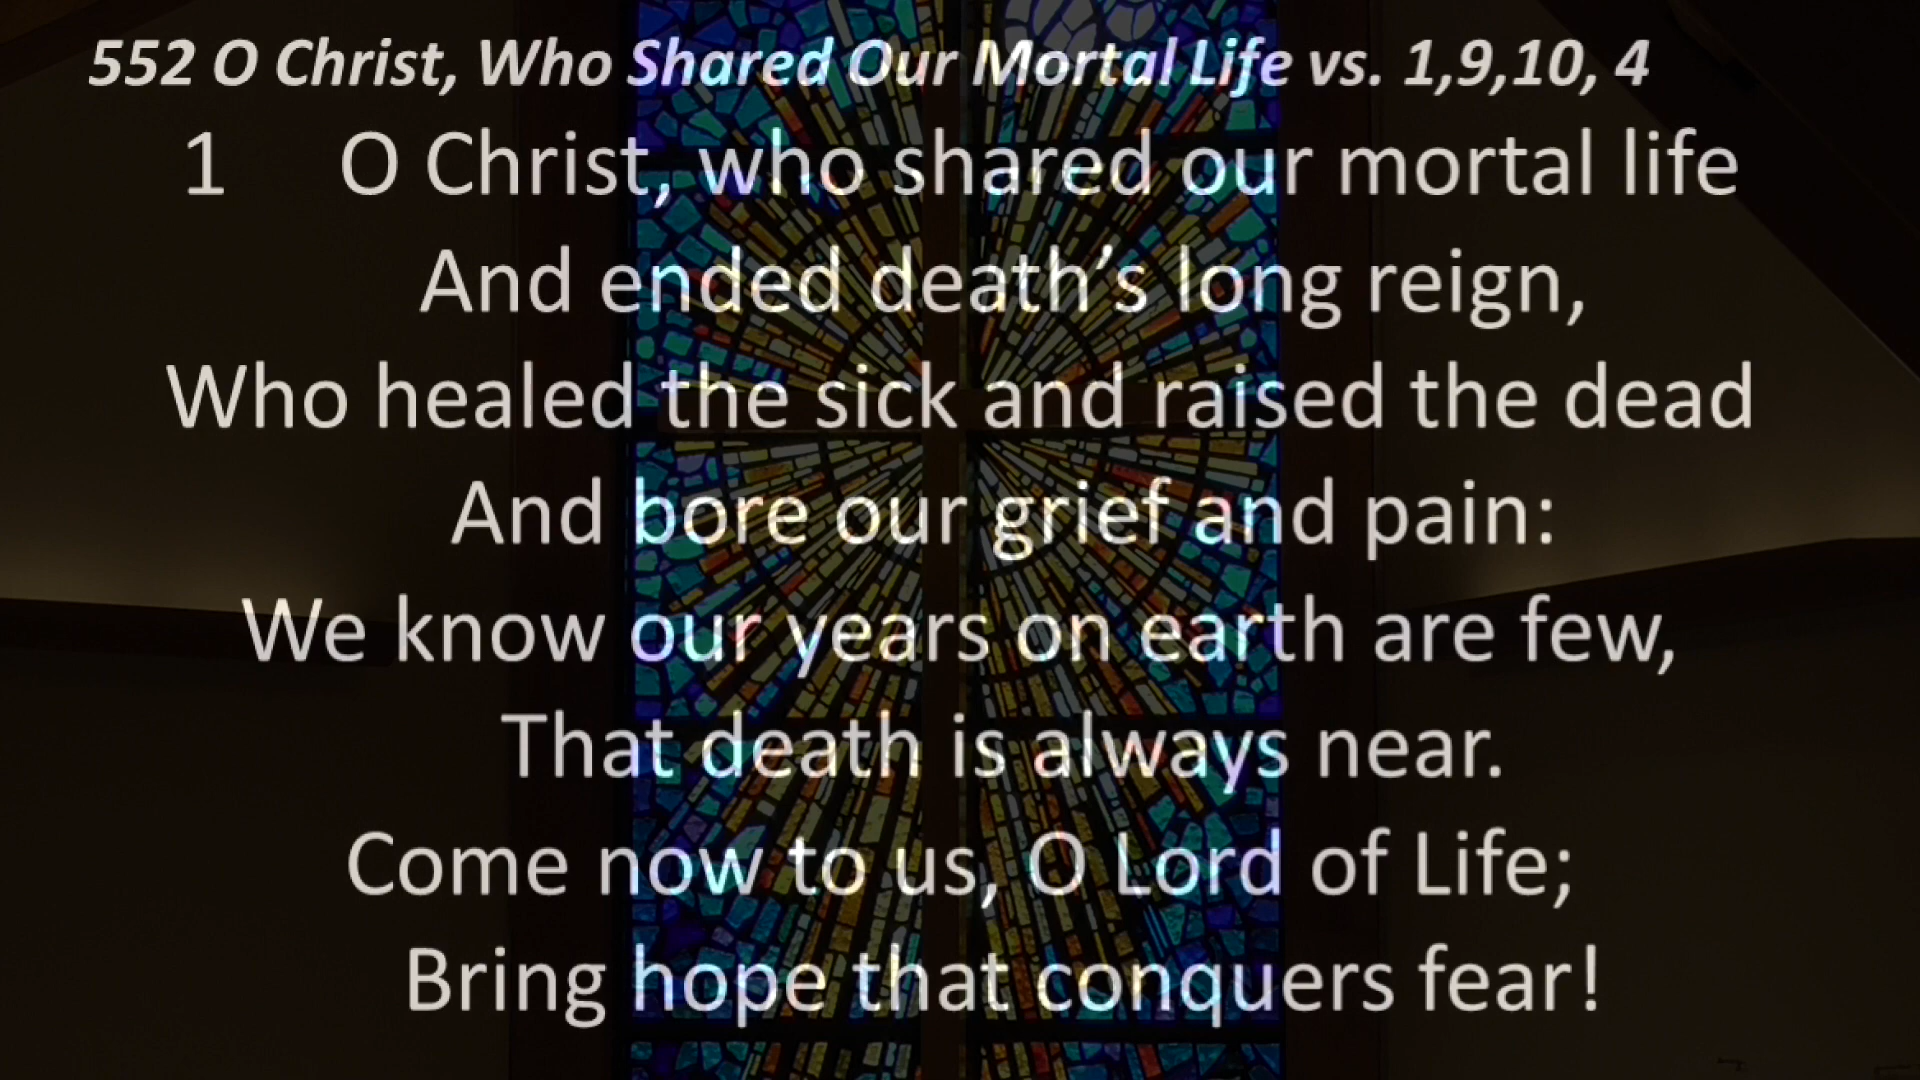 552 O Christ, Who Shared Our Mortal Life vs. 1,9,10, 4
1 O Christ, who shared our mortal life
And ended death’s long reign,
Who healed the sick and raised the dead
And bore our grief and pain:
We know our years on earth are few,
That death is always near.
Come now to us, O Lord of Life;
Bring hope that conquers fear!